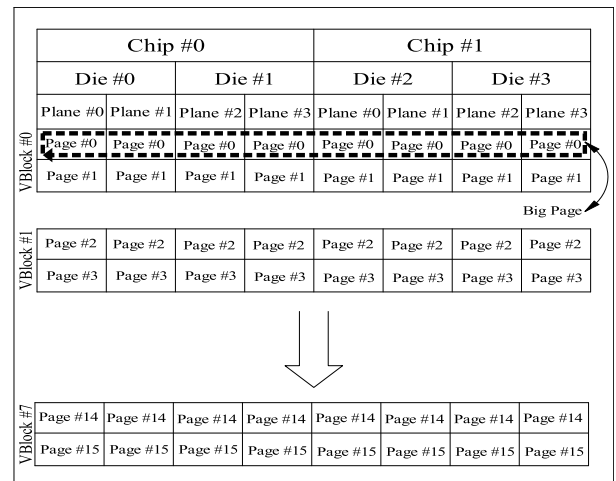 Chip #0 Chip #1
Die #0 Die #1 Die #2 Die #3
Plane #0 Plane #1 Plane #2 Plane #3 Plane #0 Plane #1 Plane #2 Plane #3
VBlock #0
Page #0 Page #0 Page #0 Page #0 Page #0 Page #0 Page #0 Page #0
Page #1 Page #1 Page #1 Page #1 Page #1 Page #1 Page #1 Page #1
Big Page
VBlock #1
Page #2 Page #2 Page #2 Page #2 Page #2 Page #2 Page #2 Page #2
Page #3 Page #3 Page #3 Page #3 Page #3 Page #3 Page #3 Page #3
VBlock #7
Page #14 Page #14 Page #14 Page #14 Page #14 Page #14 Page #14 Page #14
Page #15 Page #15 Page #15 Page #15 Page #15 Page #15 Page #15 Page #15